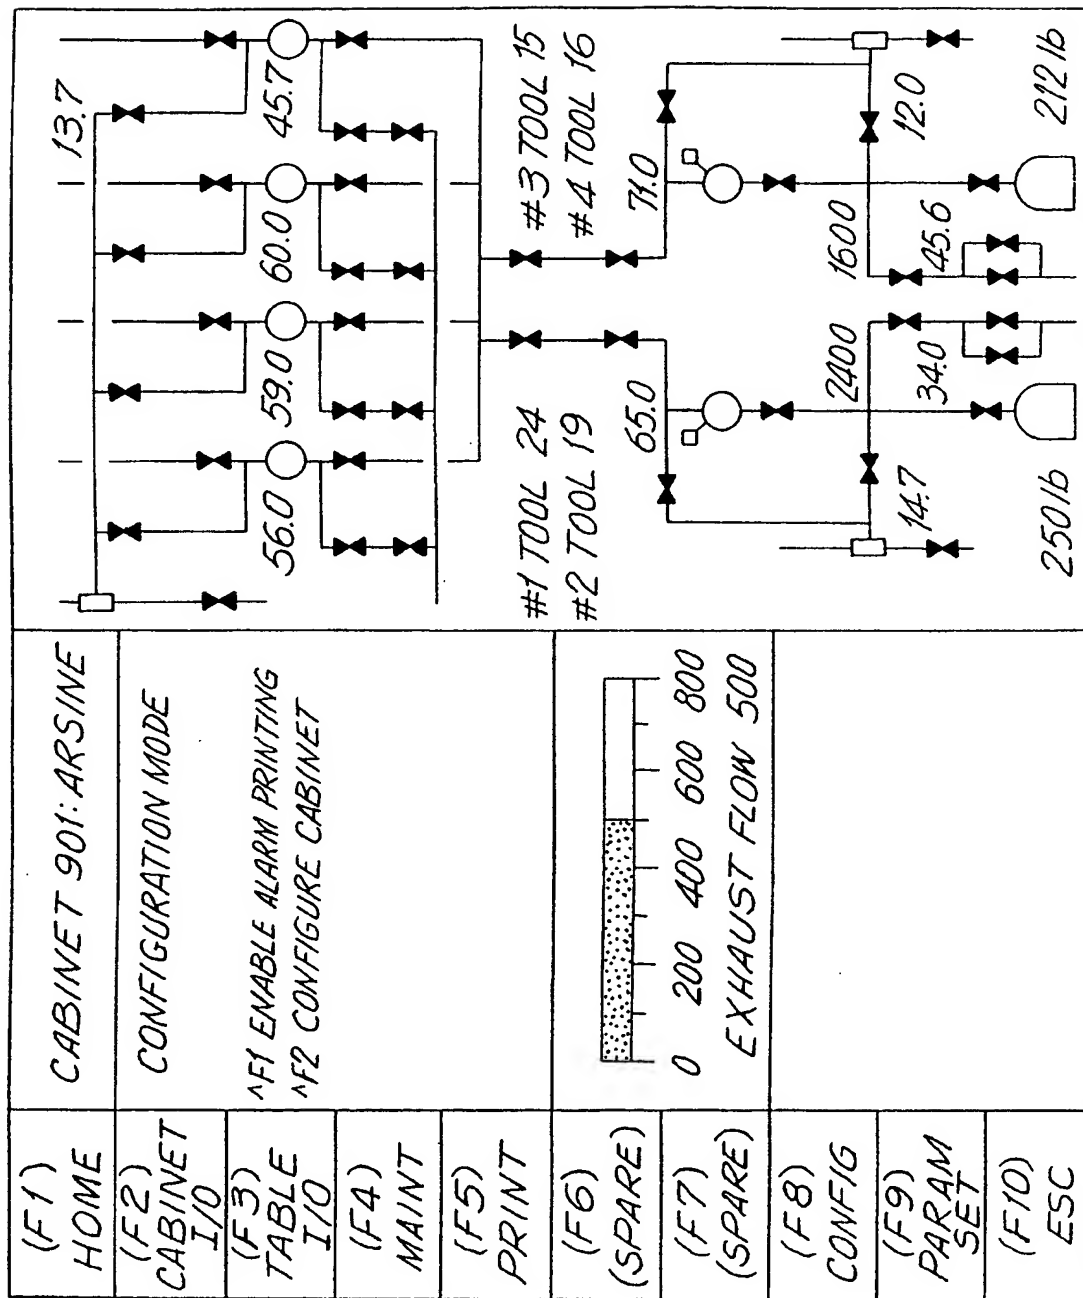 (F1)
HOME
(F2)
CABINET
I/O
(F3)
TABLE
I/O
(F4)
MAINT
(F5)
PRINT
(F6)
(SPARE)
(F7)
(SPARE)
(F8)
CONFIG
(F9)
PARAM
SET
(F10)
ESC
CABINET 901: ARSINE
CONFIGURATION MODE
^F1 ENABLE ALARM PRINTING
^F2 CONFIGURE CABINET
0 200 400 600 800
EXHAUST FLOW 500
13.7
56.0 59.0 60.0 45.7
#1 TOOL 24
#2 TOOL 19
#3 TOOL 15
#4 TOOL 16
65.0 71.0
2400 1600
14.7 34.0 45.6 12.0
250 lb 212 lb